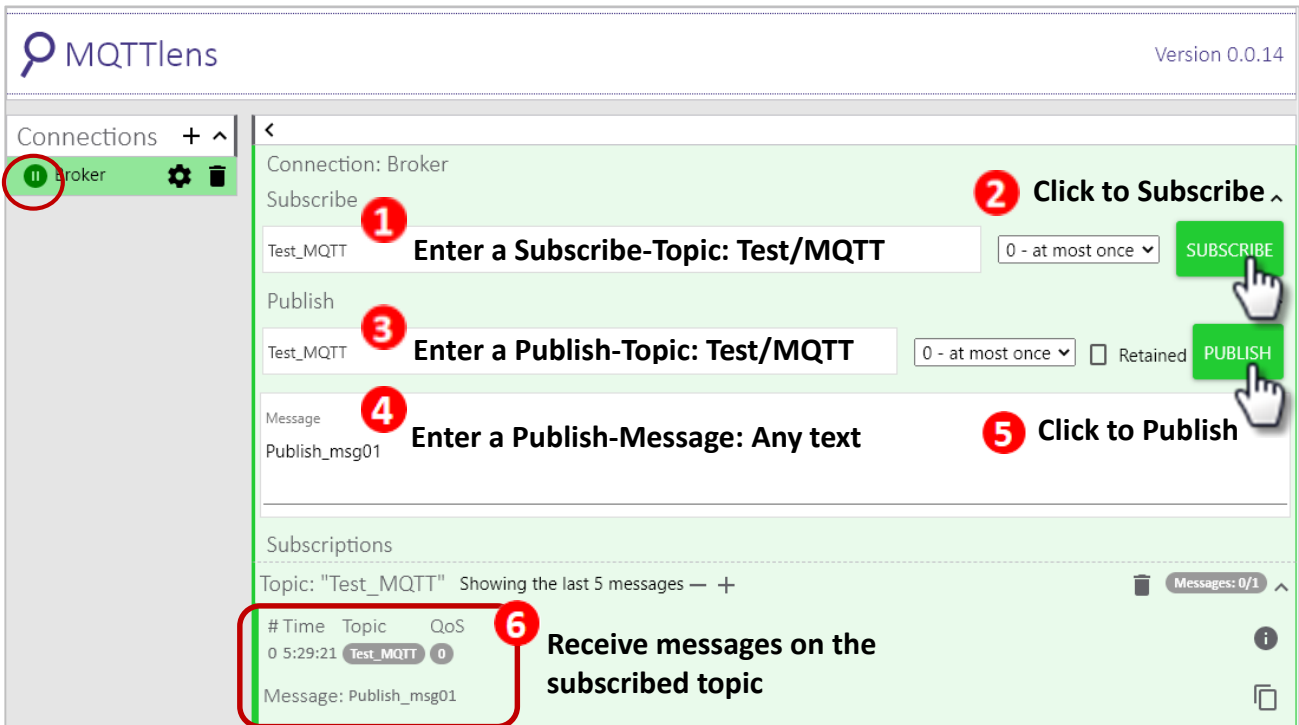 MQTTlens
Version 0.0.14
Connections
Broker
Connection: Broker
2 Click to Subscribe
Subscribe
1
Test_MQTT
Enter a Subscribe-Topic: Test/MQTT
0 - at most once
SUBSCRIBE
Publish
3
Test_MQTT
Enter a Publish-Topic: Test/MQTT
0 - at most once
Retained
PUBLISH
Message
4
Enter a Publish-Message: Any text
5 Click to Publish
Publish_msg01
Subscriptions
Topic: "Test_MQTT" Showing the last 5 messages — +
Messages: 0/1
# Time Topic QoS
0 5:29:21 Test_MQTT 0
Message: Publish_msg01
6
Receive messages on the
subscribed topic